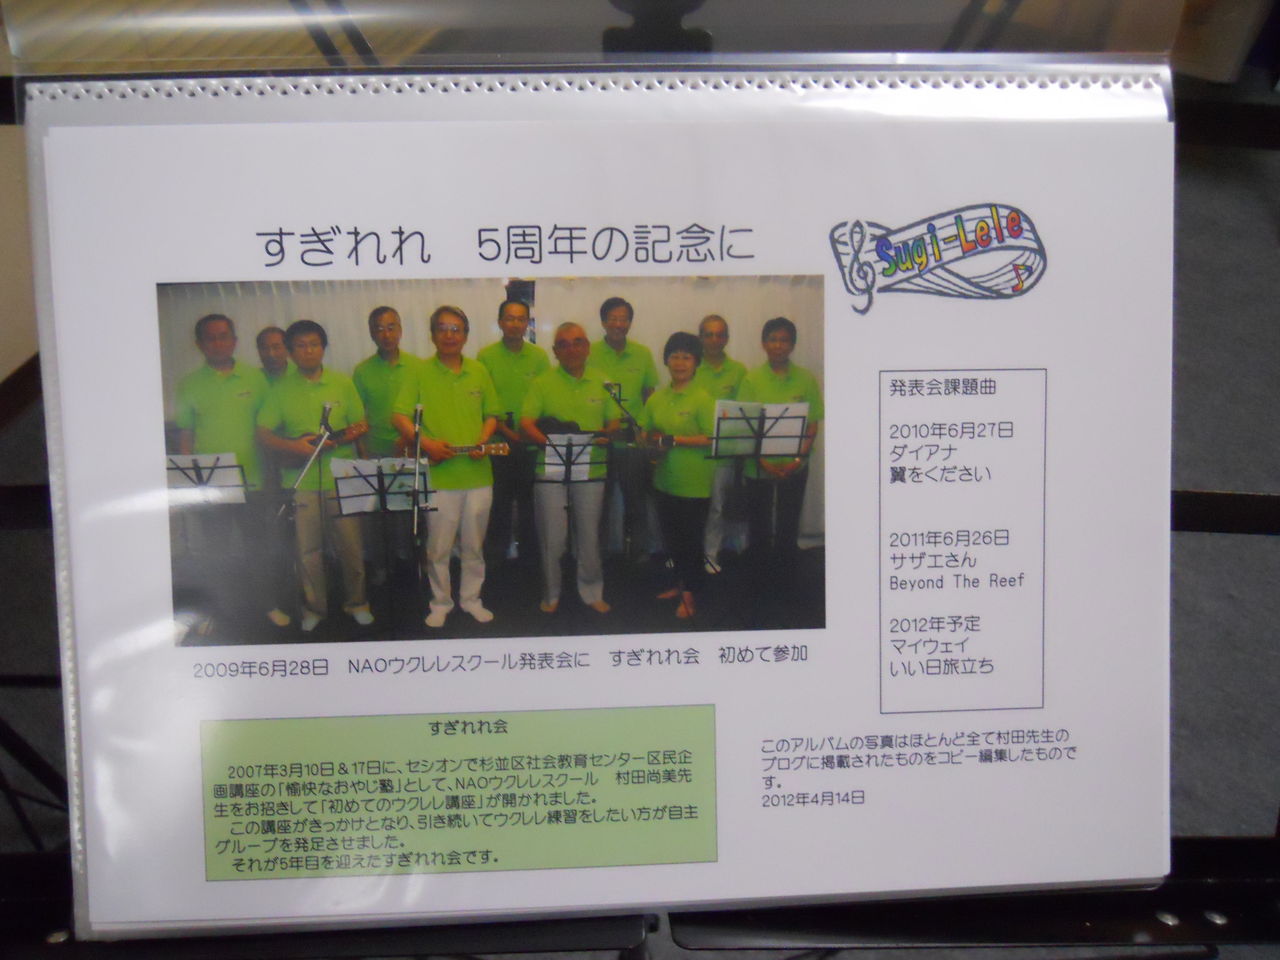 すぎれれ　5周年の記念に
Sugi-Lele
発表会課題曲
2010年6月27日
ダイアナ
翼をください
2011年6月26日
サザエさん
Beyond The Reef
2012年予定
マイウェイ
いい日旅立ち
2009年6月28日　NAOウクレレスクール発表会に　すぎれれ会　初めて参加
すぎれれ会
2007年3月10日&17日に、セシオンで杉並区社会教育センター区民企
画講座の「愉快なおやじ塾」として、NAOウクレレスクール　村田尚美先
生をお招きして「初めてのウクレレ講座」が開かれました。
この講座がきっかけとなり、引き続いてウクレレ練習をしたい方が自主
グループを発足させました。
それが5年目を迎えたすぎれれ会です。
このアルバムの写真はほとんど全て村田先生の
ブログに掲載されたものをコピー編集したもので
す。
2012年4月14日